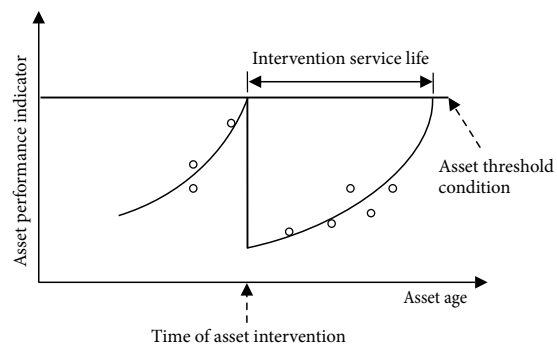 Intervention service life
Asset performance indicator
Asset threshold
condition
Asset age
Time of asset intervention